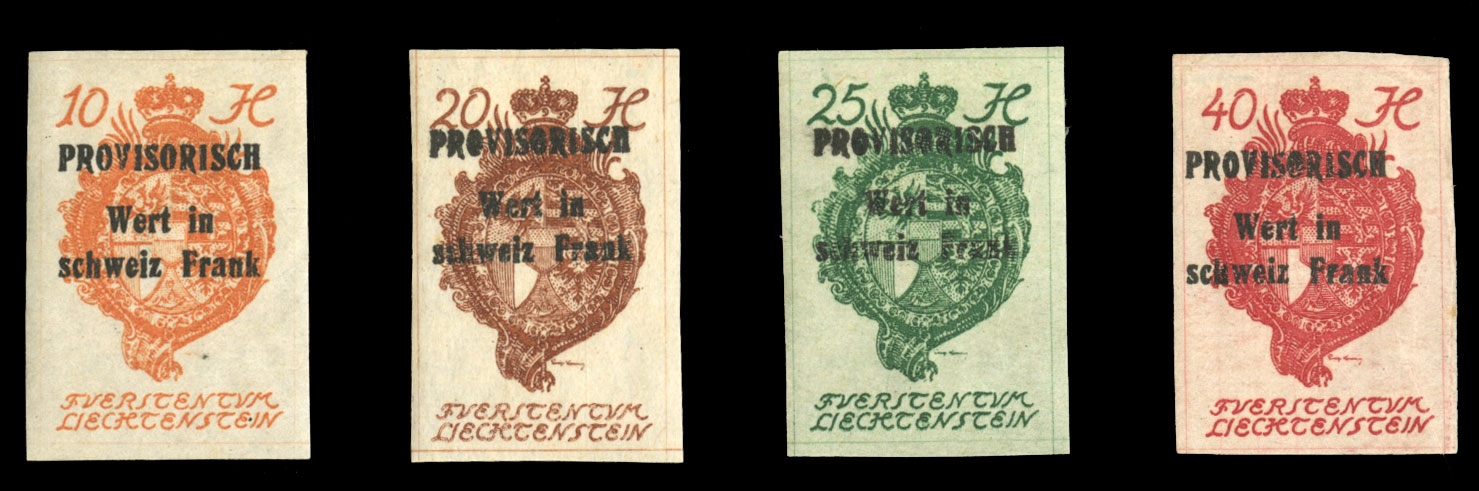 10 H
PROVISORISCH
Wert in
schweiz Frank
FVERSTENTVM
LIECHTENSTEIN
20 H
PROVISORISCH
Wert in
schweiz Frank
FVERSTENTVM
LIECHTENSTEIN
25 H
PROVISORISCH
Wert in
schweiz Frank
FVERSTENTVM
LIECHTENSTEIN
40 H
PROVISORISCH
Wert in
schweiz Frank
FVERSTENTVM
LIECHTENSTEIN